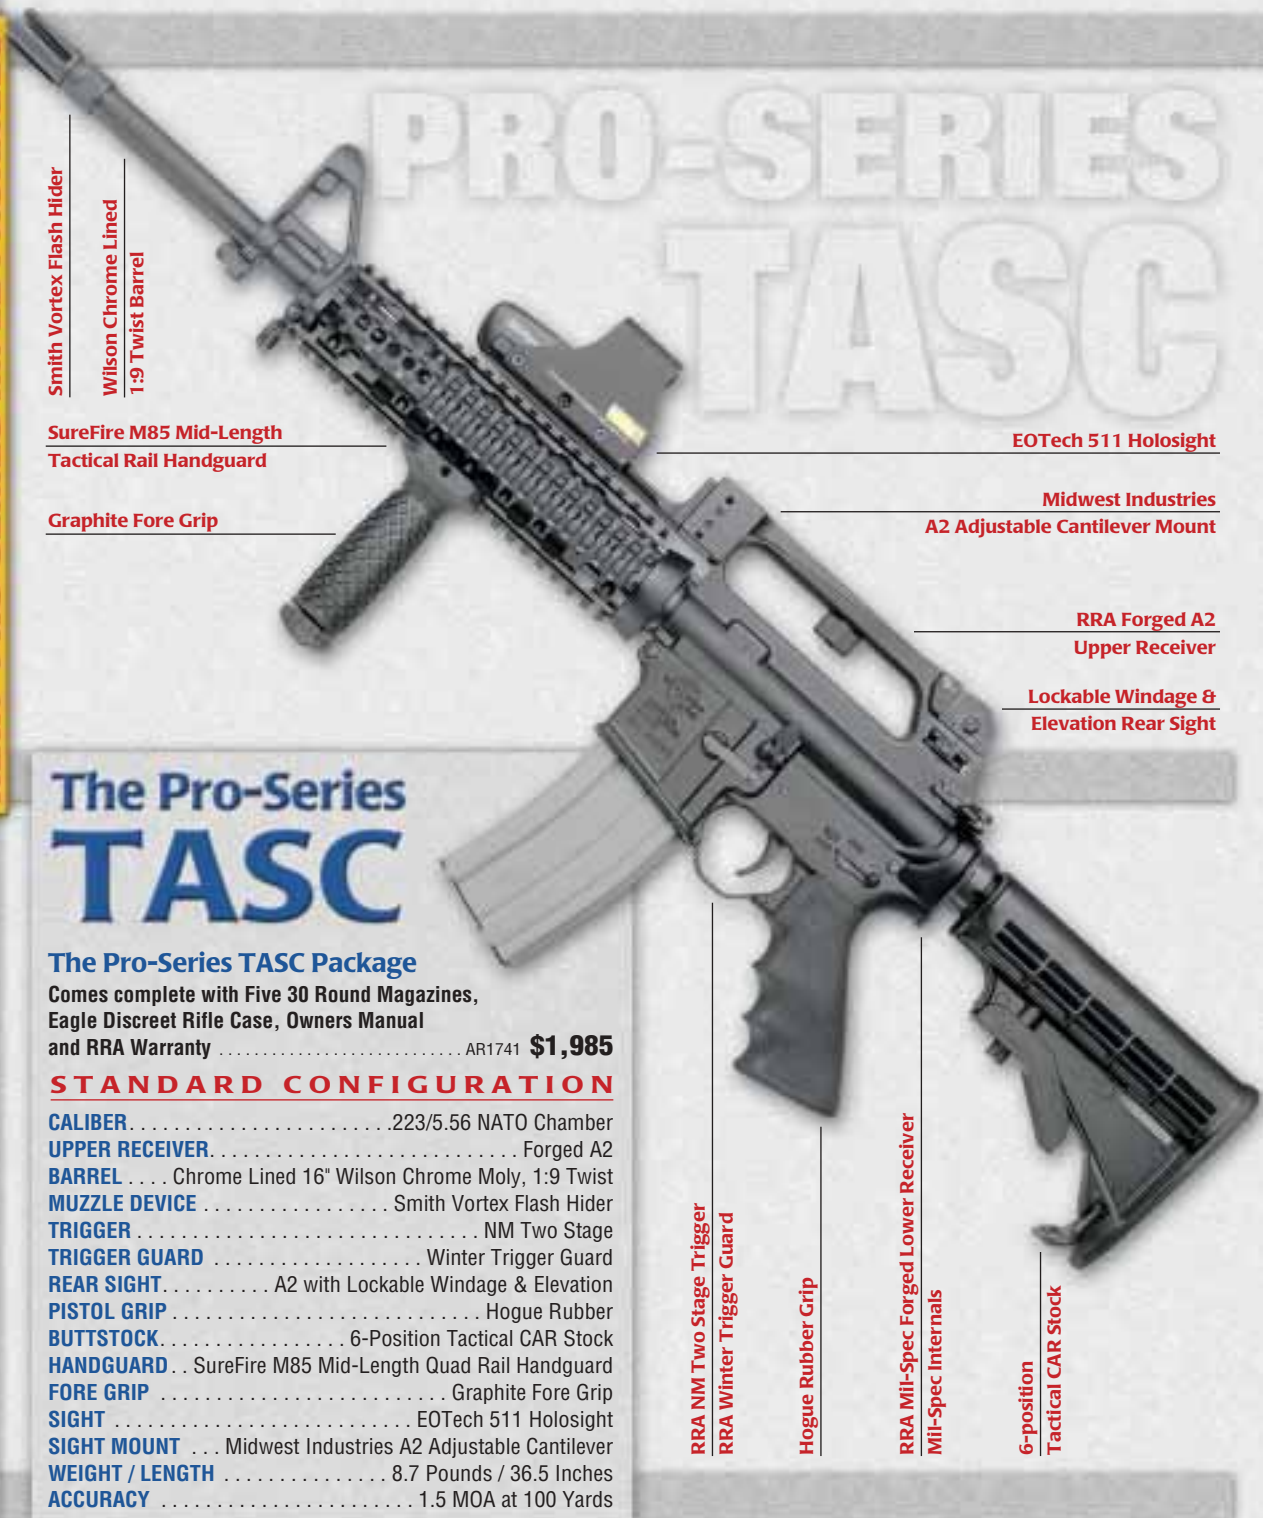 PRO-SERIES
TASC
Smith Vortex Flash Hider
Wilson Chrome Lined
1:9 Twist Barrel
SureFire M85 Mid-Length
Tactical Rail Handguard
Graphite Fore Grip
EOTech 511 Holosight
Midwest Industries
A2 Adjustable Cantilever Mount
RRA Forged A2
Upper Receiver
Lockable Windage &
Elevation Rear Sight
The Pro-Series
TASC
The Pro-Series TASC Package
Comes complete with Five 30 Round Magazines,
Eagle Discreet Rifle Case, Owners Manual
and RRA Warranty . . . . . . . . . . . . . . . . . . . . . . . . . . . . AR1741 $1,985
STANDARD CONFIGURATION
CALIBER. . . . . . . . . . . . . . . . . . . . . . . .223/5.56 NATO Chamber
UPPER RECEIVER. . . . . . . . . . . . . . . . . . . . . . . . . . . . Forged A2
BARREL . . . . Chrome Lined 16" Wilson Chrome Moly, 1:9 Twist
MUZZLE DEVICE . . . . . . . . . . . . . . . . . Smith Vortex Flash Hider
TRIGGER . . . . . . . . . . . . . . . . . . . . . . . . . . . . . . . NM Two Stage
TRIGGER GUARD . . . . . . . . . . . . . . . . . . . Winter Trigger Guard
REAR SIGHT. . . . . . . . . . A2 with Lockable Windage & Elevation
PISTOL GRIP . . . . . . . . . . . . . . . . . . . . . . . . . . . . Hogue Rubber
BUTTSTOCK. . . . . . . . . . . . . . . . . 6-Position Tactical CAR Stock
HANDGUARD . . SureFire M85 Mid-Length Quad Rail Handguard
FORE GRIP . . . . . . . . . . . . . . . . . . . . . . . . . . Graphite Fore Grip
SIGHT . . . . . . . . . . . . . . . . . . . . . . . . . . . EOTech 511 Holosight
SIGHT MOUNT . . . Midwest Industries A2 Adjustable Cantilever
WEIGHT / LENGTH . . . . . . . . . . . . . . . 8.7 Pounds / 36.5 Inches
ACCURACY . . . . . . . . . . . . . . . . . . . . . . . 1.5 MOA at 100 Yards
RRA NM Two Stage Trigger
RRA Winter Trigger Guard
Hogue Rubber Grip
RRA Mil-Spec Forged Lower Receiver
Mil-Spec Internals
6-position
Tactical CAR Stock